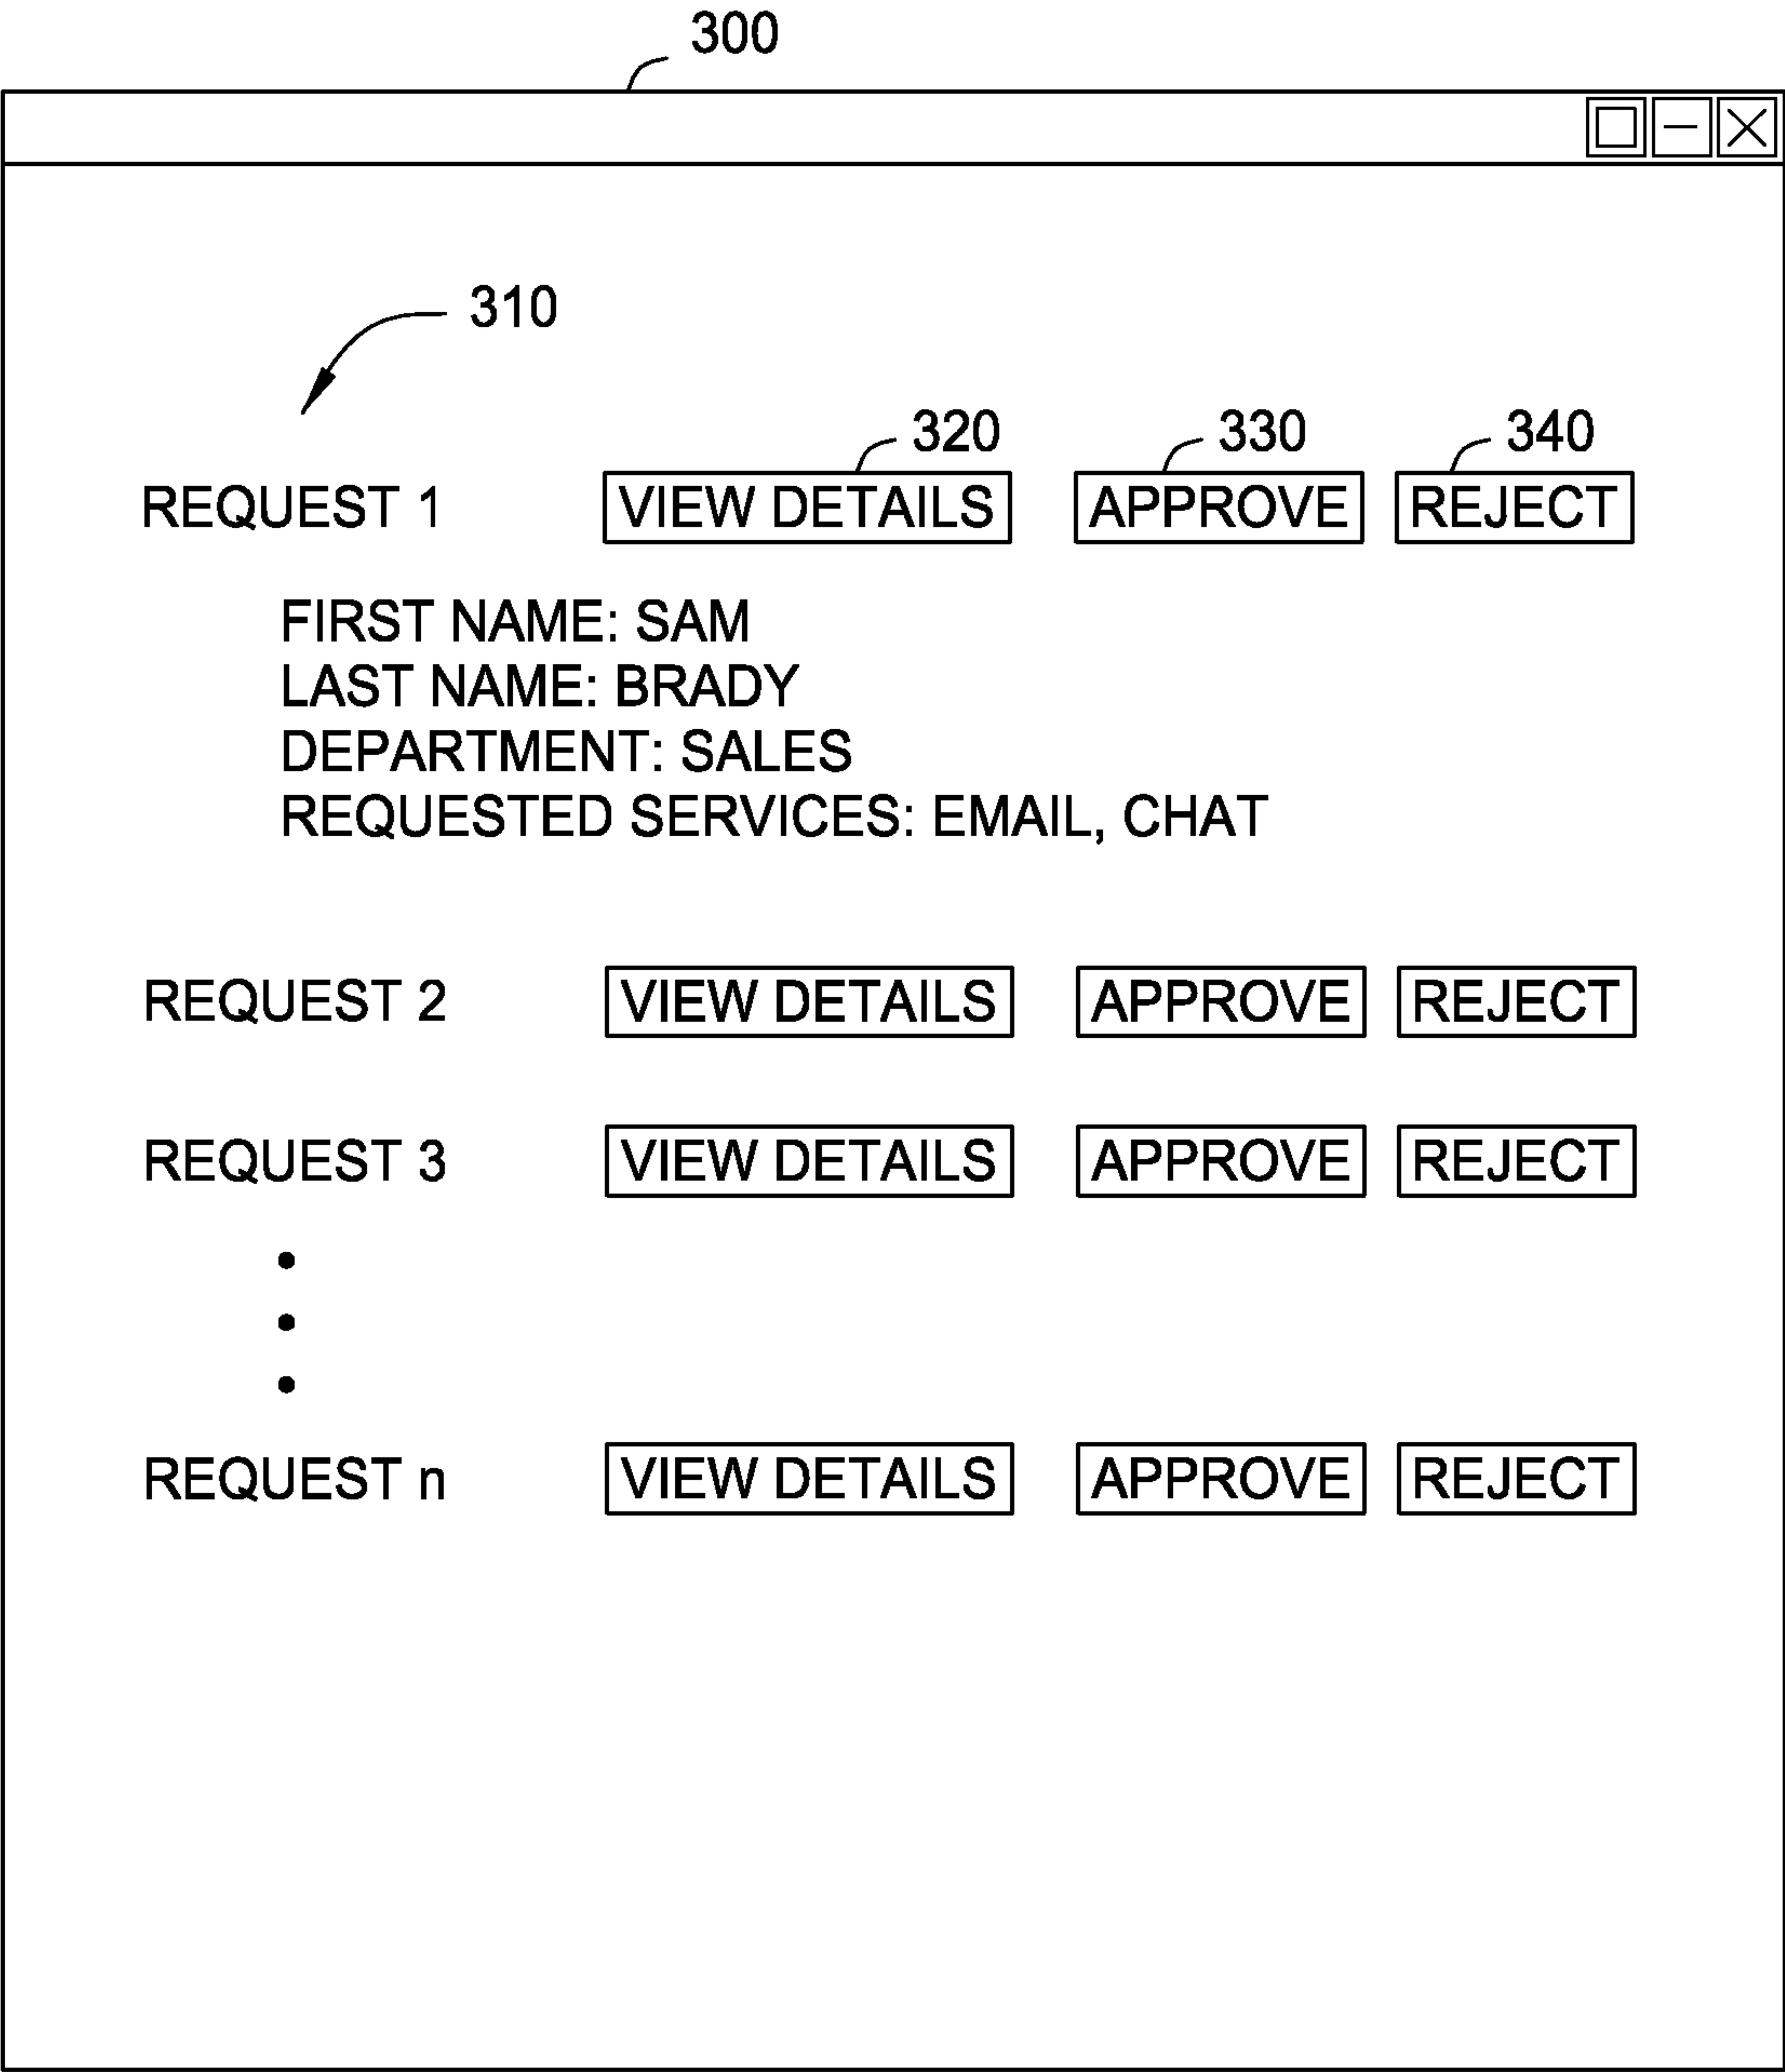 300
310
320 330 340
REQUEST 1 VIEW DETAILS APPROVE REJECT
FIRST NAME: SAM
LAST NAME: BRADY
DEPARTMENT: SALES
REQUESTED SERVICES: EMAIL, CHAT
REQUEST 2 VIEW DETAILS APPROVE REJECT
REQUEST 3 VIEW DETAILS APPROVE REJECT
REQUEST n VIEW DETAILS APPROVE REJECT